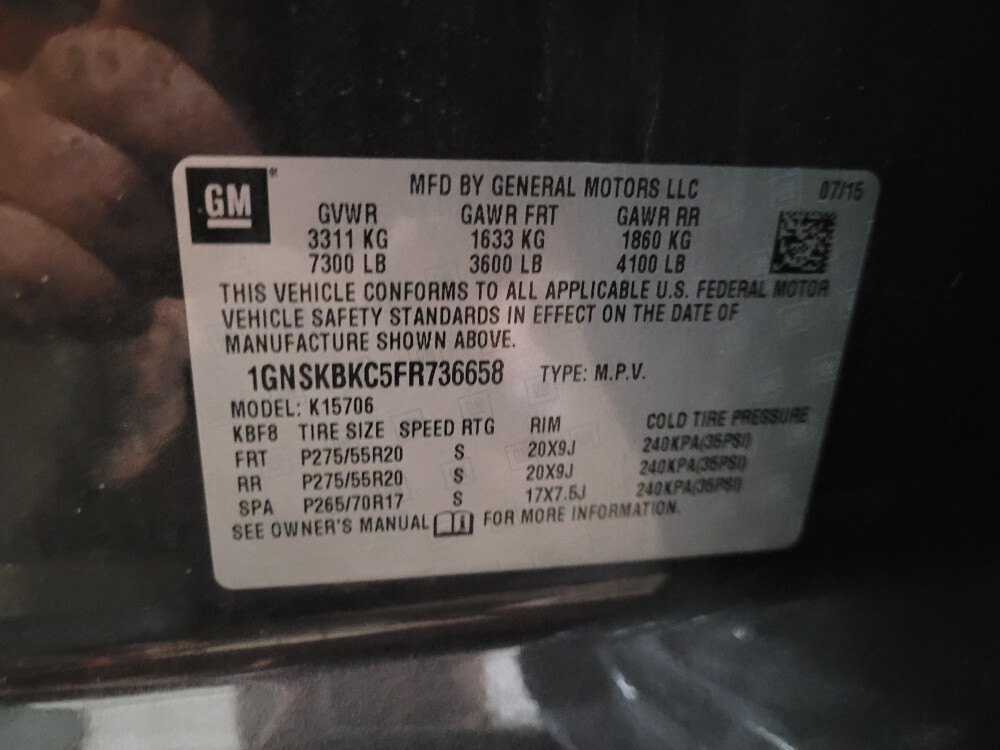 GM ®
MFD BY GENERAL MOTORS LLC 07/15
GVWR GAWR FRT GAWR RR
3311 KG 1633 KG 1860 KG
7300 LB 3600 LB 4100 LB
THIS VEHICLE CONFORMS TO ALL APPLICABLE U.S. FEDERAL MOTOR
VEHICLE SAFETY STANDARDS IN EFFECT ON THE DATE OF
MANUFACTURE SHOWN ABOVE.
1GNSKBKC5FR736658 TYPE: M.P.V.
MODEL: K15706
KBF8 TIRE SIZE SPEED RTG RIM COLD TIRE PRESSURE
FRT P275/55R20 S 20X9J 240KPA(35PSI)
RR P275/55R20 S 20X9J 240KPA(35PSI)
SPA P265/70R17 S 17X7.5J 240KPA(35PSI)
SEE OWNER'S MANUAL FOR MORE INFORMATION.